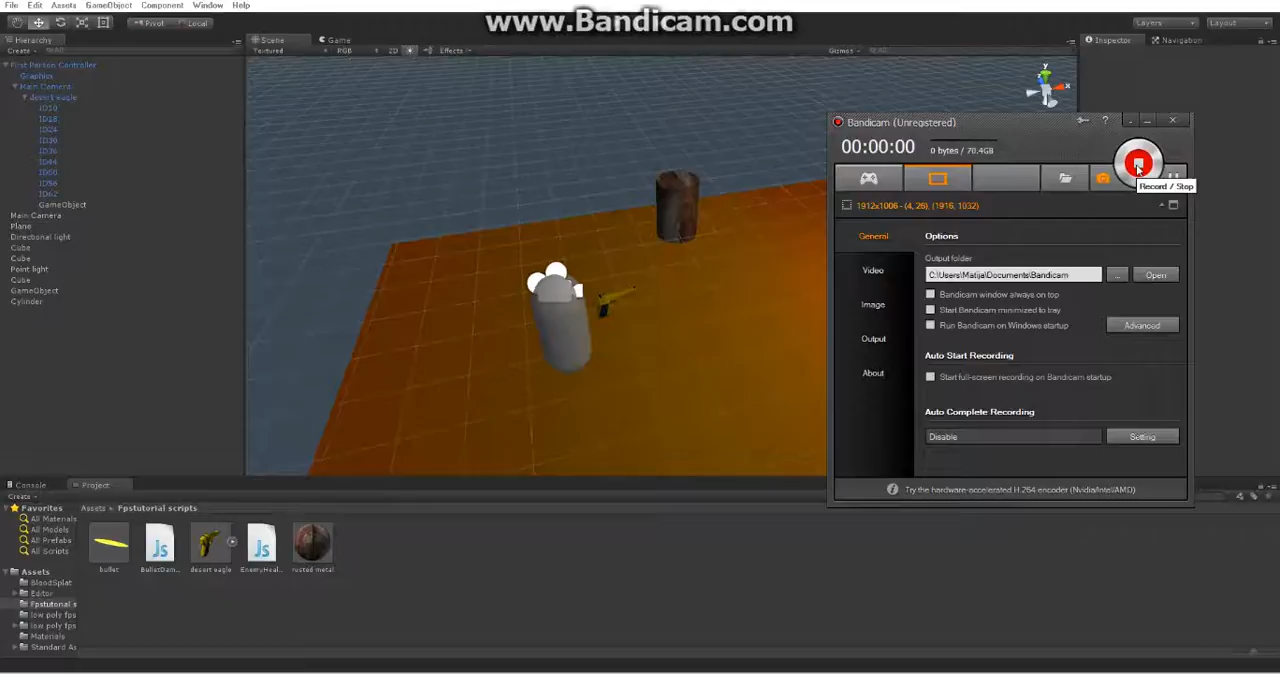 www.Bandicam.com
File Edit Assets GameObject Component Window Help
Pivot Local
Layers Layout
Hierarchy
Scene Game
Inspector Navigation
Create
Textured RGB 2D Effects
Gizmos
First Person Controller
Graphics
Main Camera
desert eagle
ID10
ID18
ID24
ID30
ID36
ID44
ID50
ID56
ID62
GameObject
Main Camera
Plane
Directional light
Cube
Cube
Point light
Cube
GameObject
Cylinder
y
x
Bandicam (Unregistered)
00:00:00 0 bytes / 70.4GB
Record / Stop
1912x1006 - (4, 26), (1916, 1032)
General
Video
Image
Output
About
Options
Output folder
C:\Users\Matija\Documents\Bandicam ... Open
Bandicam window always on top
Start Bandicam minimized to tray
Run Bandicam on Windows startup Advanced
Auto Start Recording
Start full-screen recording on Bandicam startup
Auto Complete Recording
Disable Setting
Try the hardware-accelerated H.264 encoder (Nvidia/Intel/AMD)
Console Project
Create
Favorites
All Materials
All Models
All Prefabs
All Scripts
Assets
BloodSplat
Editor
Fpstutorial s
low poly fps
low poly fps
Materials
Standard As
Assets Fpstutorial scripts
Js Js
bullet BulletDam... desert eagle EnemyHeal... rusted metal